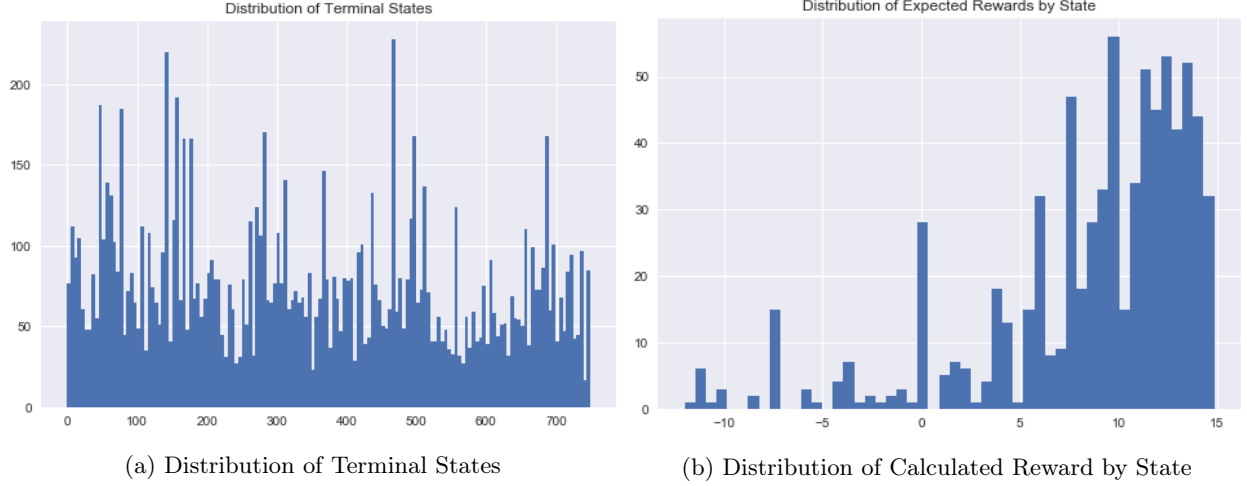 Distribution of Terminal States
200
150
100
50
0
0 100 200 300 400 500 600 700
(a) Distribution of Terminal States
Distribution of Expected Rewards by State
50
40
30
20
10
0
−10 −5 0 5 10 15
(b) Distribution of Calculated Reward by State